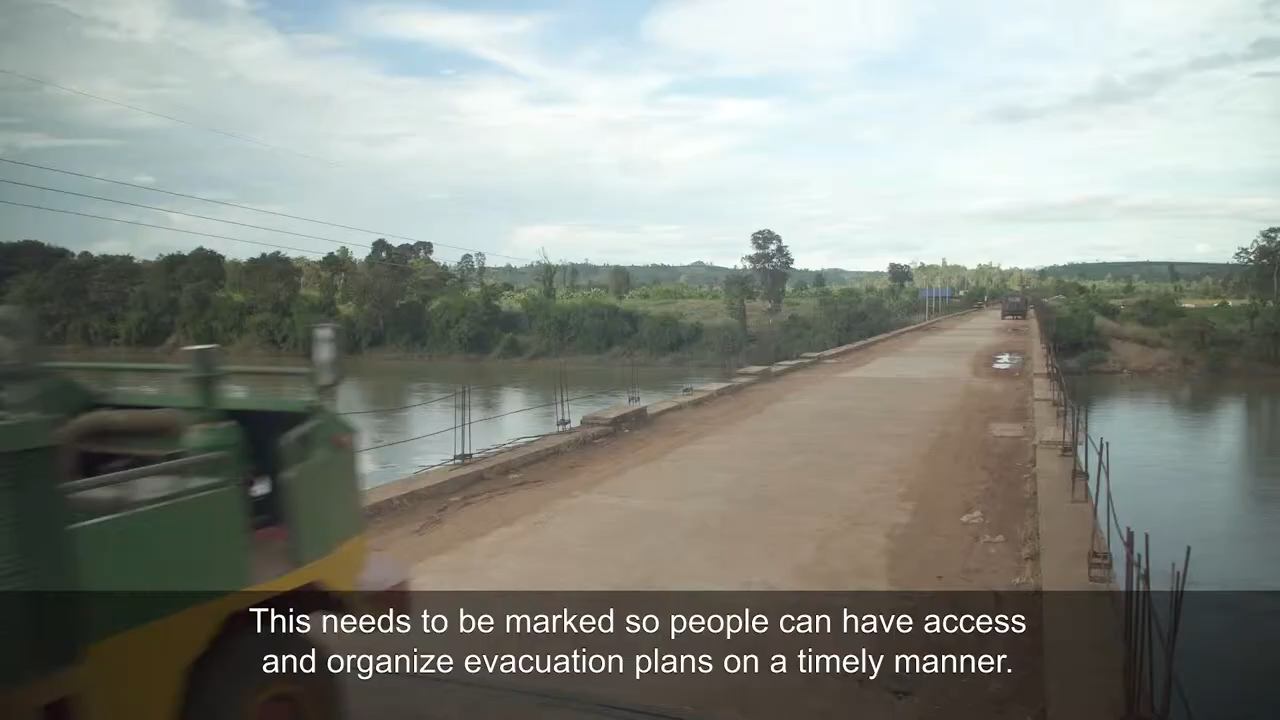 This needs to be marked so people can have access
and organize evacuation plans on a timely manner.